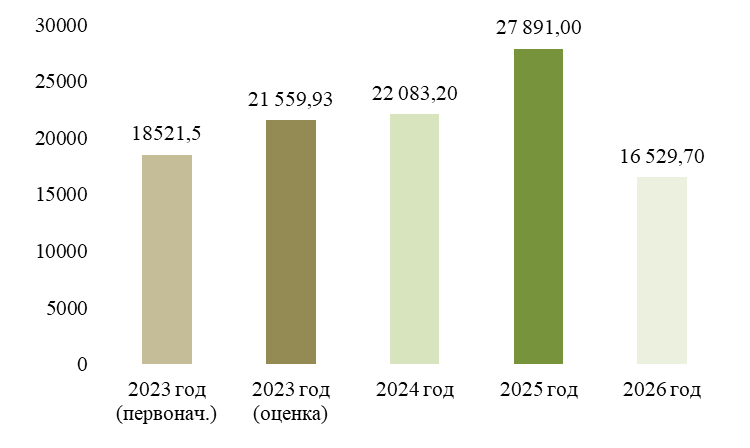 30000
25000
20000
15000
10000
5000
0
18521,5
21 559,93
22 083,20
27 891,00
16 529,70
2023 год
(первонач.)
2023 год
(оценка)
2024 год
2025 год
2026 год